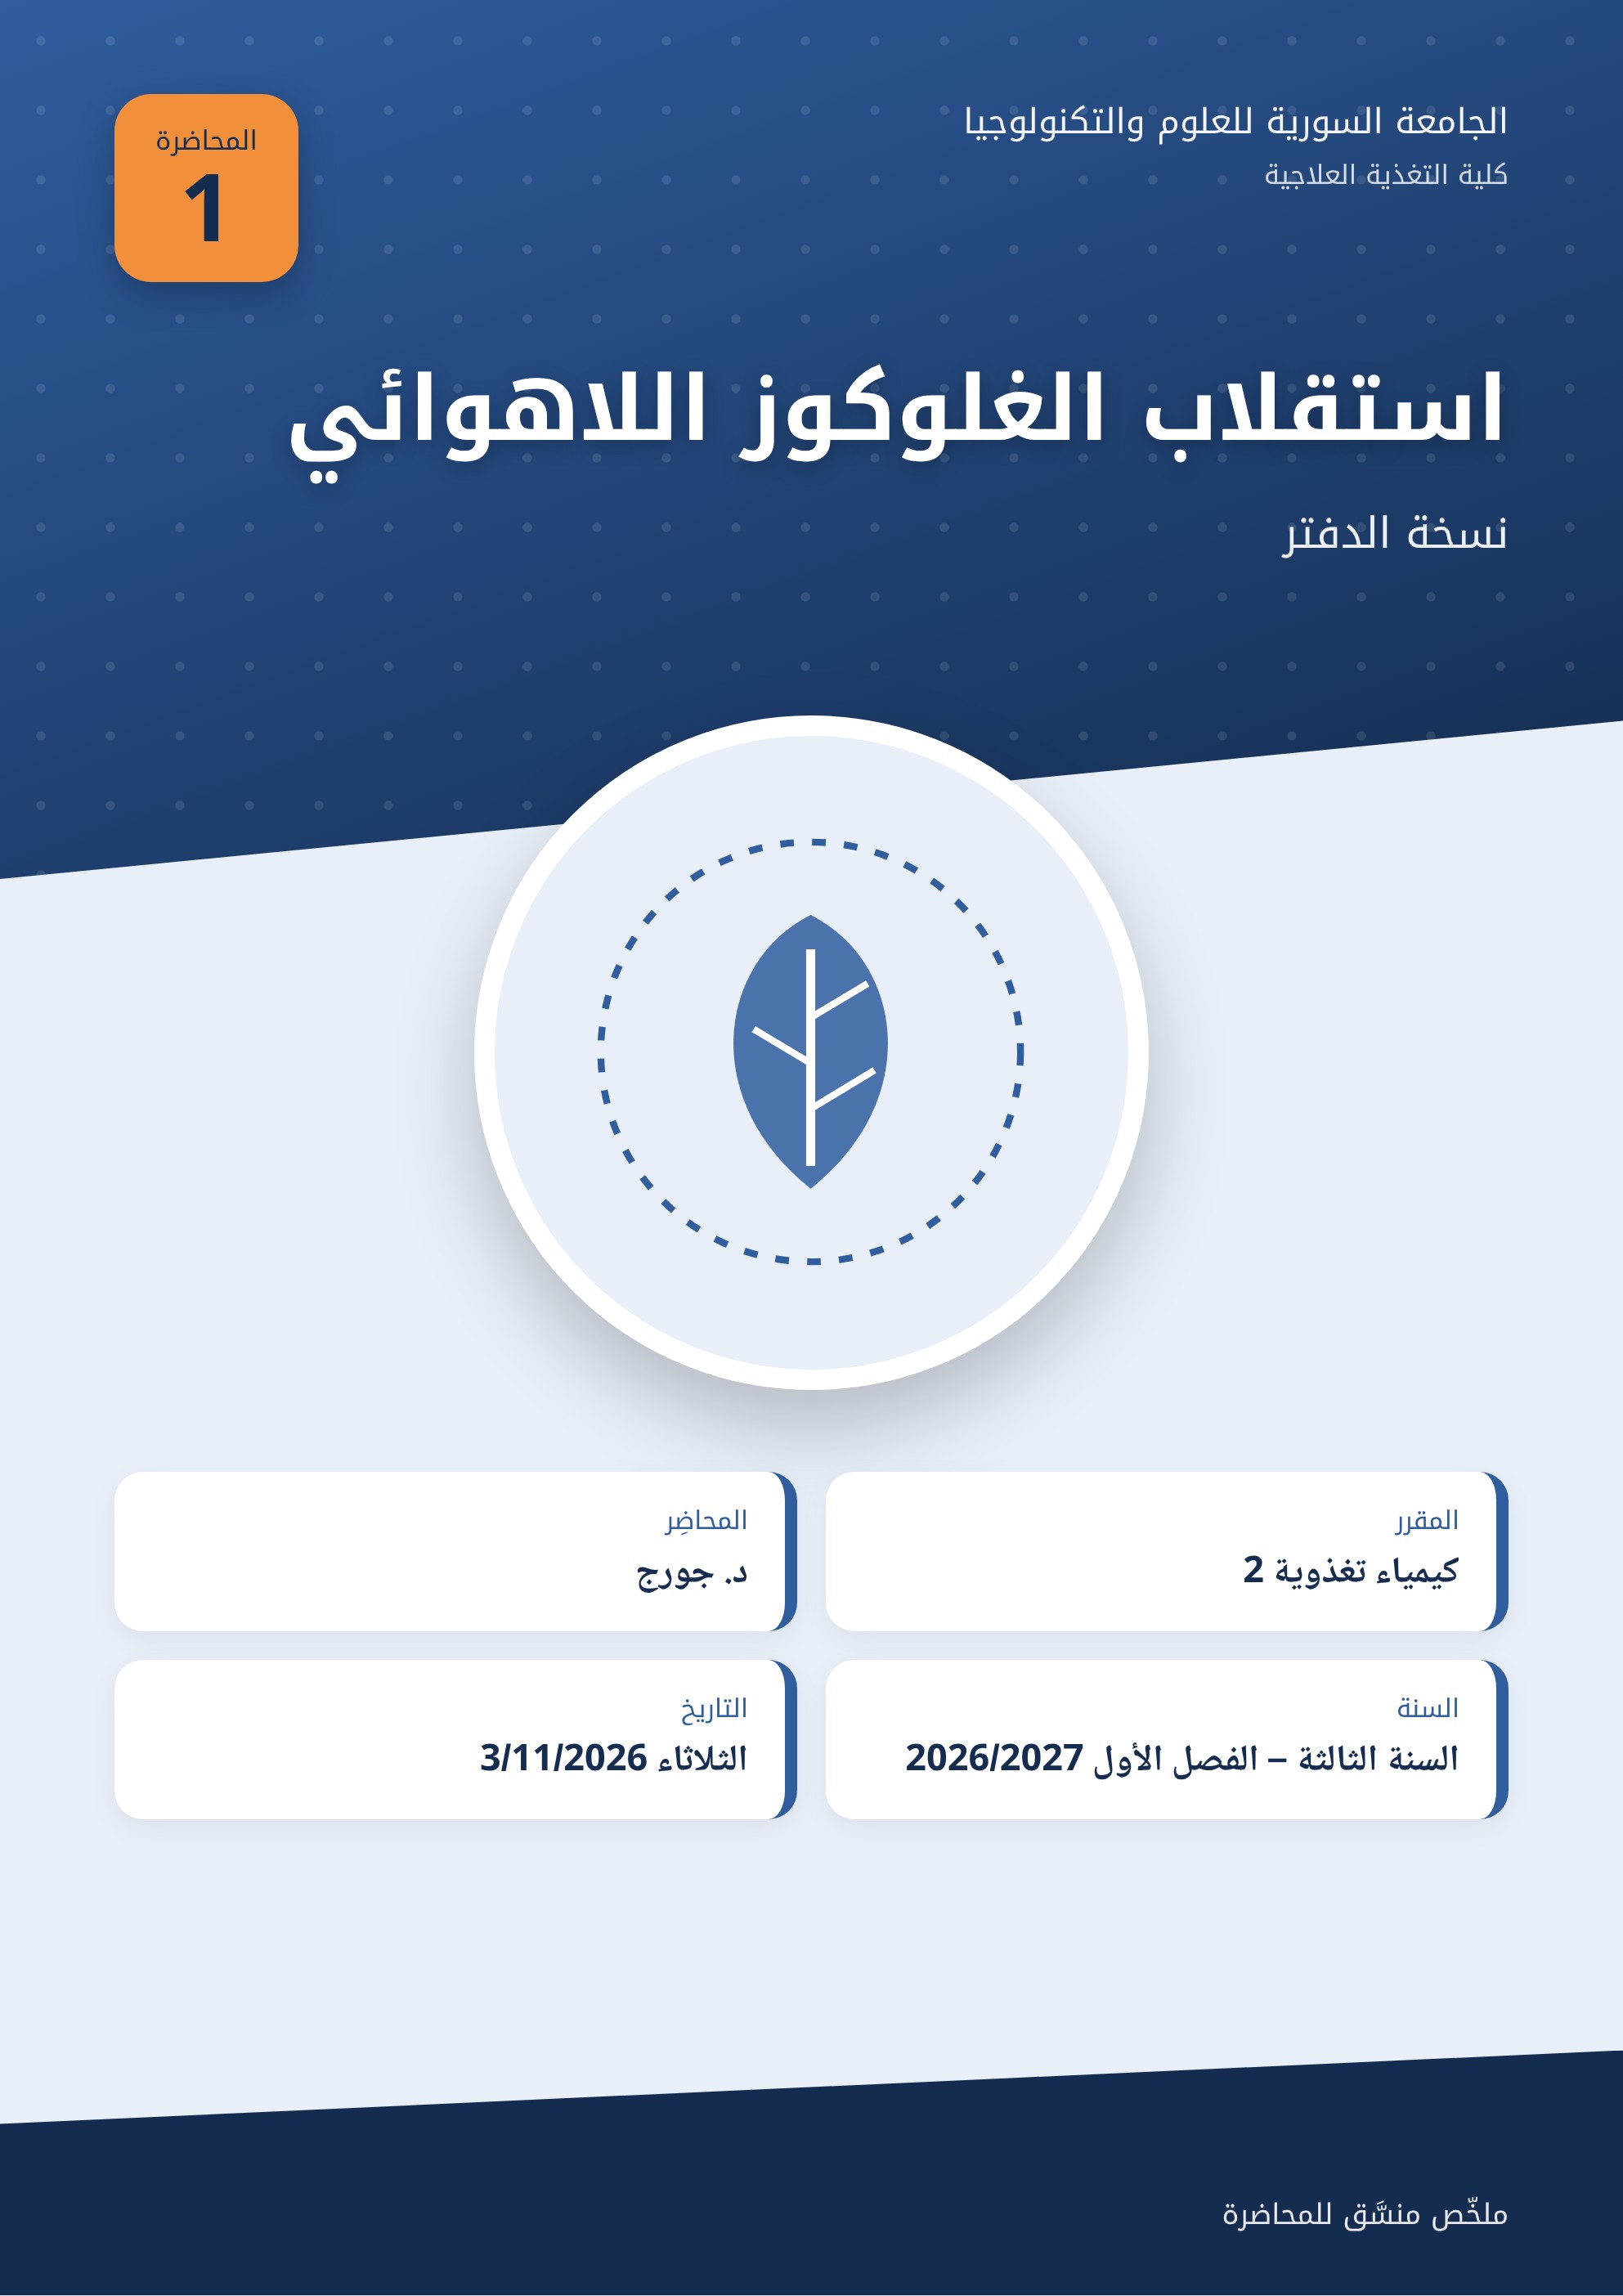 الجامعة السورية للعلوم والتكنولوجيا
كلية التغذية العلاجية
المحاضرة
1
استقلاب الغلوكوز اللاهوائي
نسخة الدفتر
المقرر
كيمياء تغذوية 2
المحاضِر
د. جورج
السنة
السنة الثالثة – الفصل الأول 2026/2027
التاريخ
الثلاثاء 3/11/2026
ملخّص منسَّق للمحاضرة